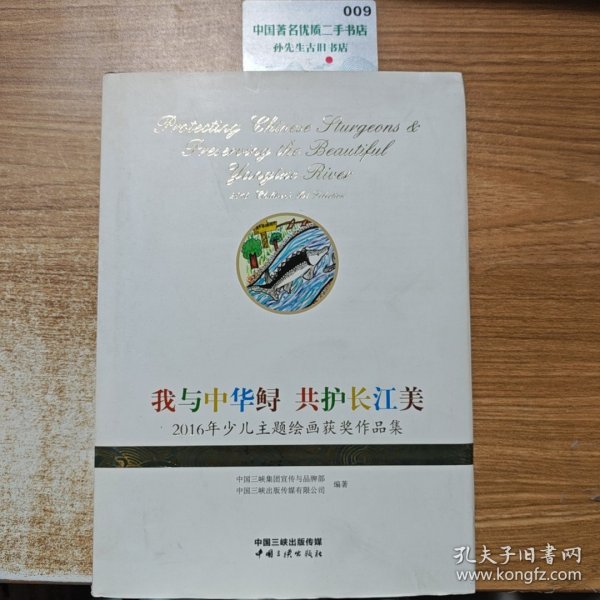 009
中国著名优质二手书店
孙先生古旧书店
Protecting Chinese Sturgeons &
Preserving the Beautiful
Yangtze River
我与中华鲟 共护长江美
2016年少儿主题绘画获奖作品集
中国三峡集团宣传与品牌部
中国三峡出版传媒有限公司
编著
中国三峡出版传媒
中国三峡出版社
孔夫子旧书网
www.kongfz.com